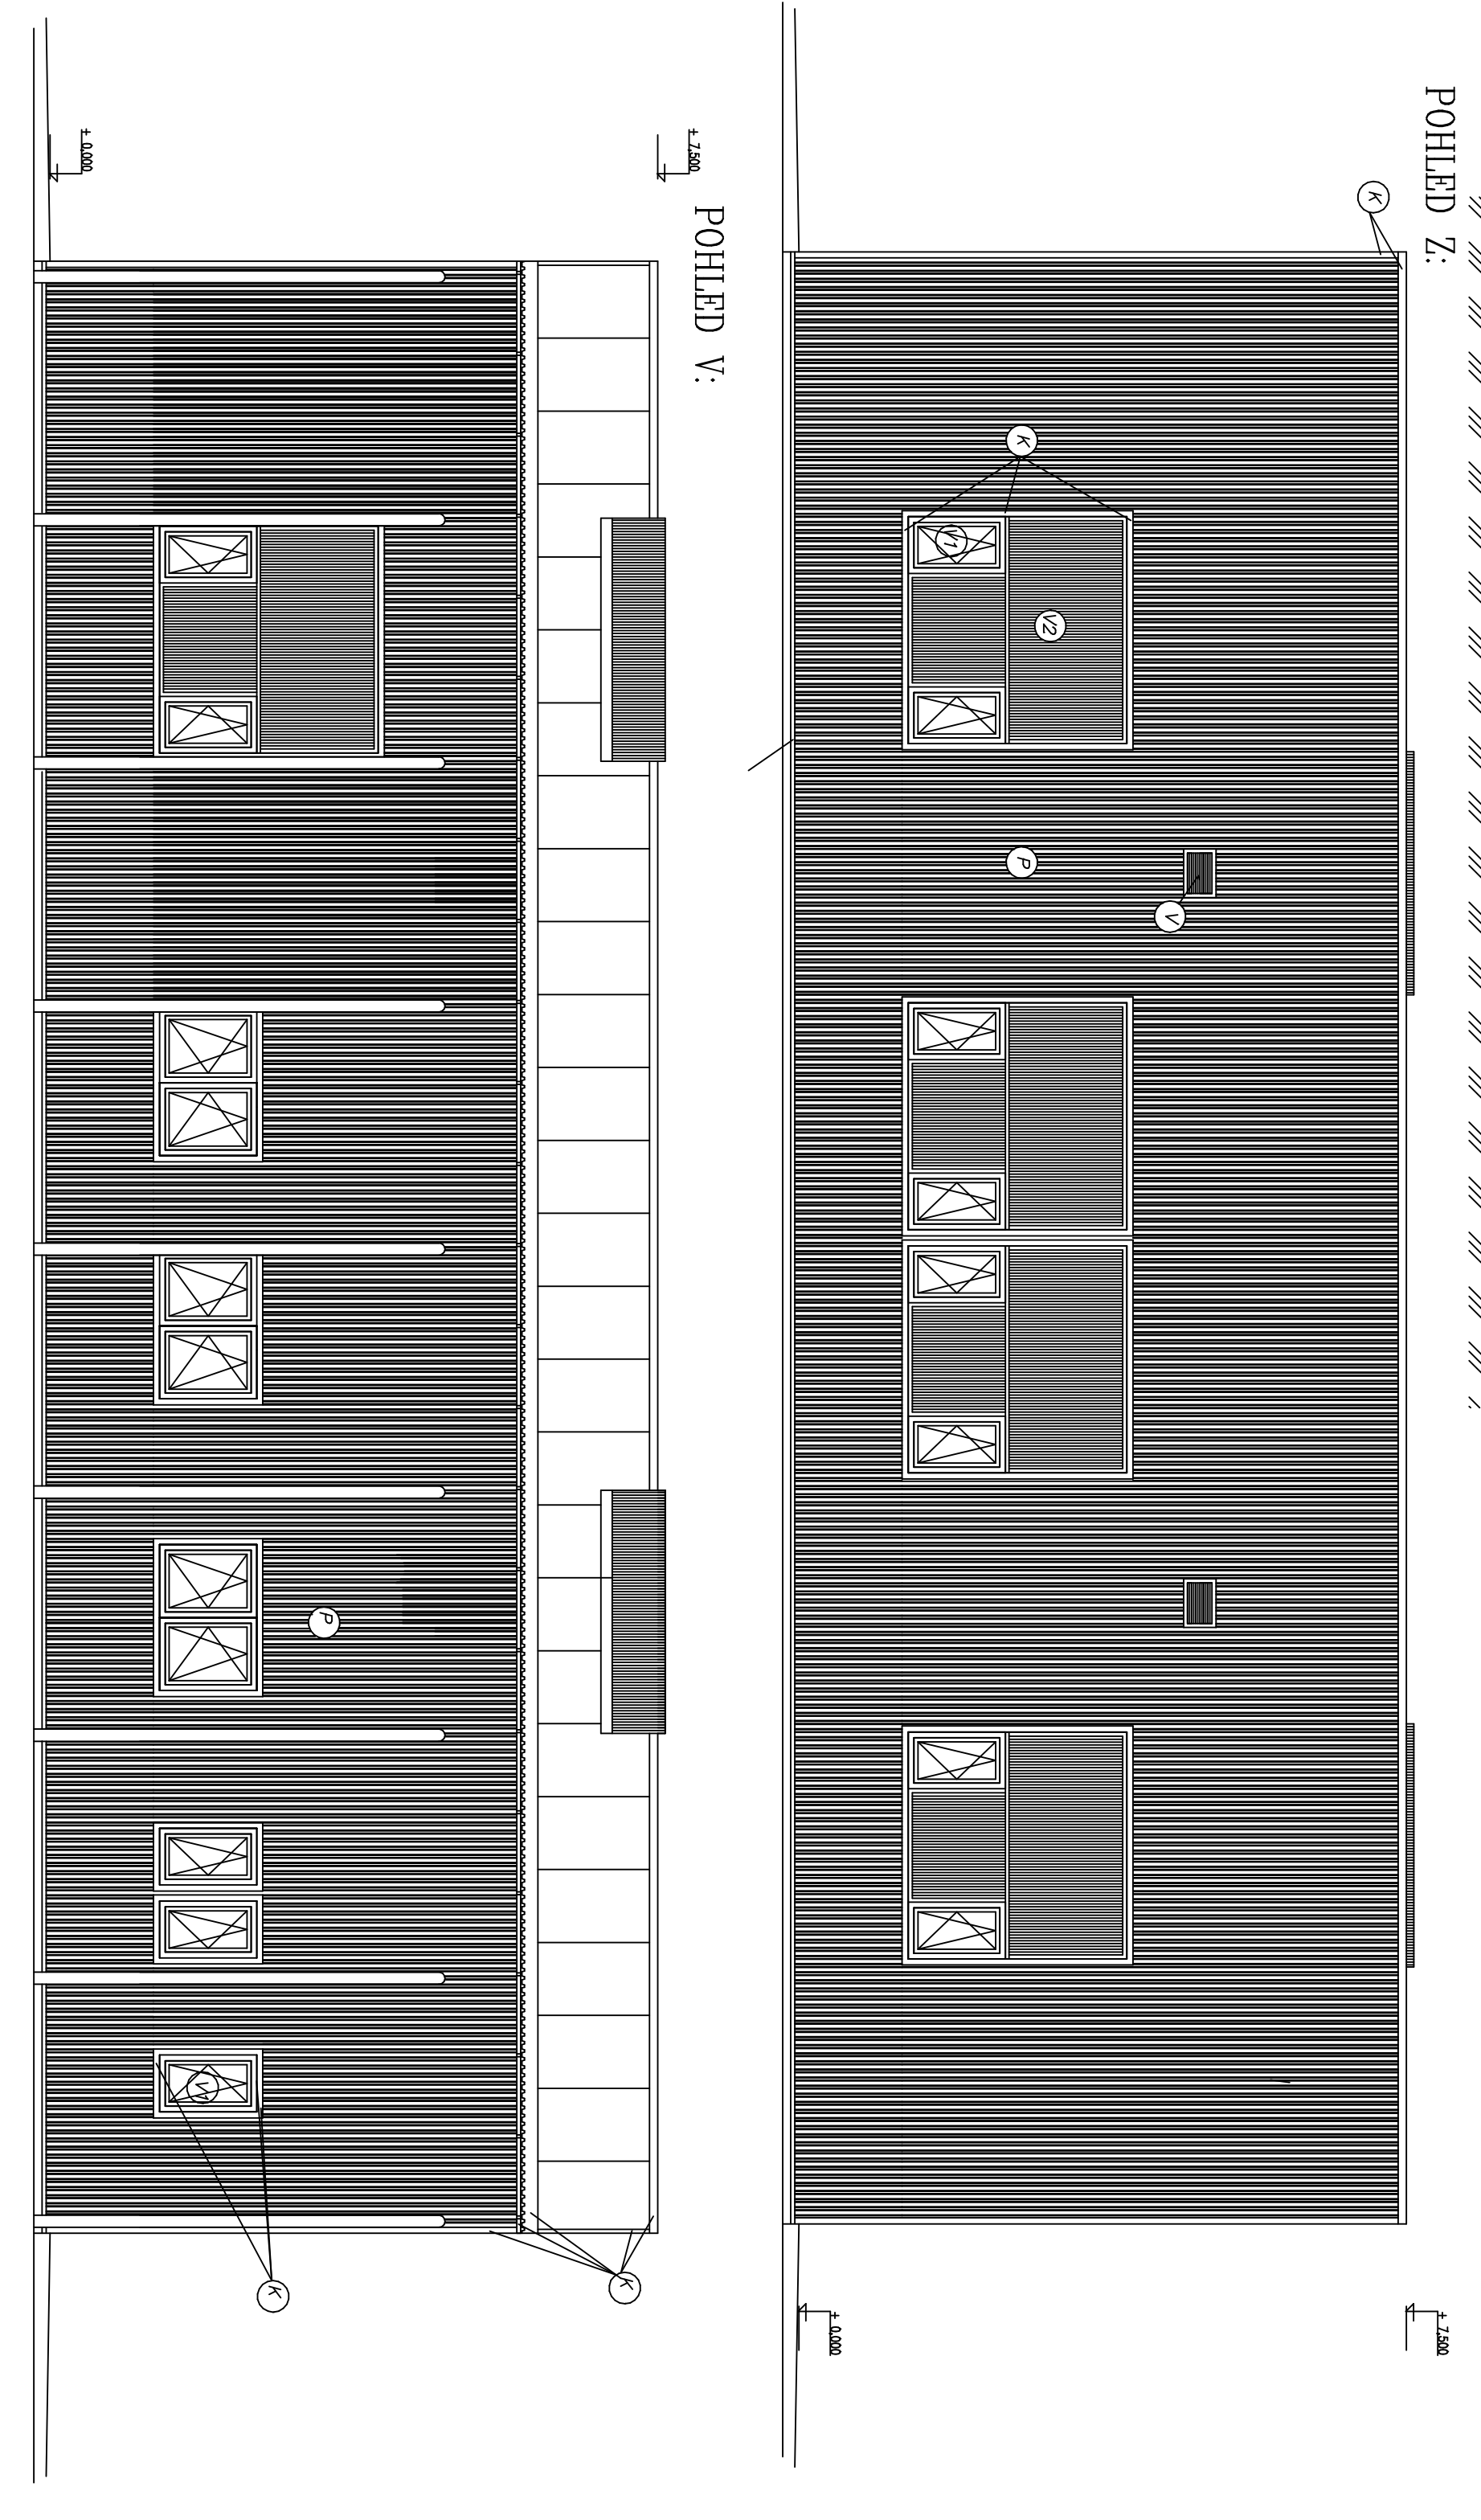 POHLED Z:
K
+ 7,500
K
V1
V2
P
V
+ 0,000
POHLED V:
+ 7,500
K
P
V1
K
+ 0,000